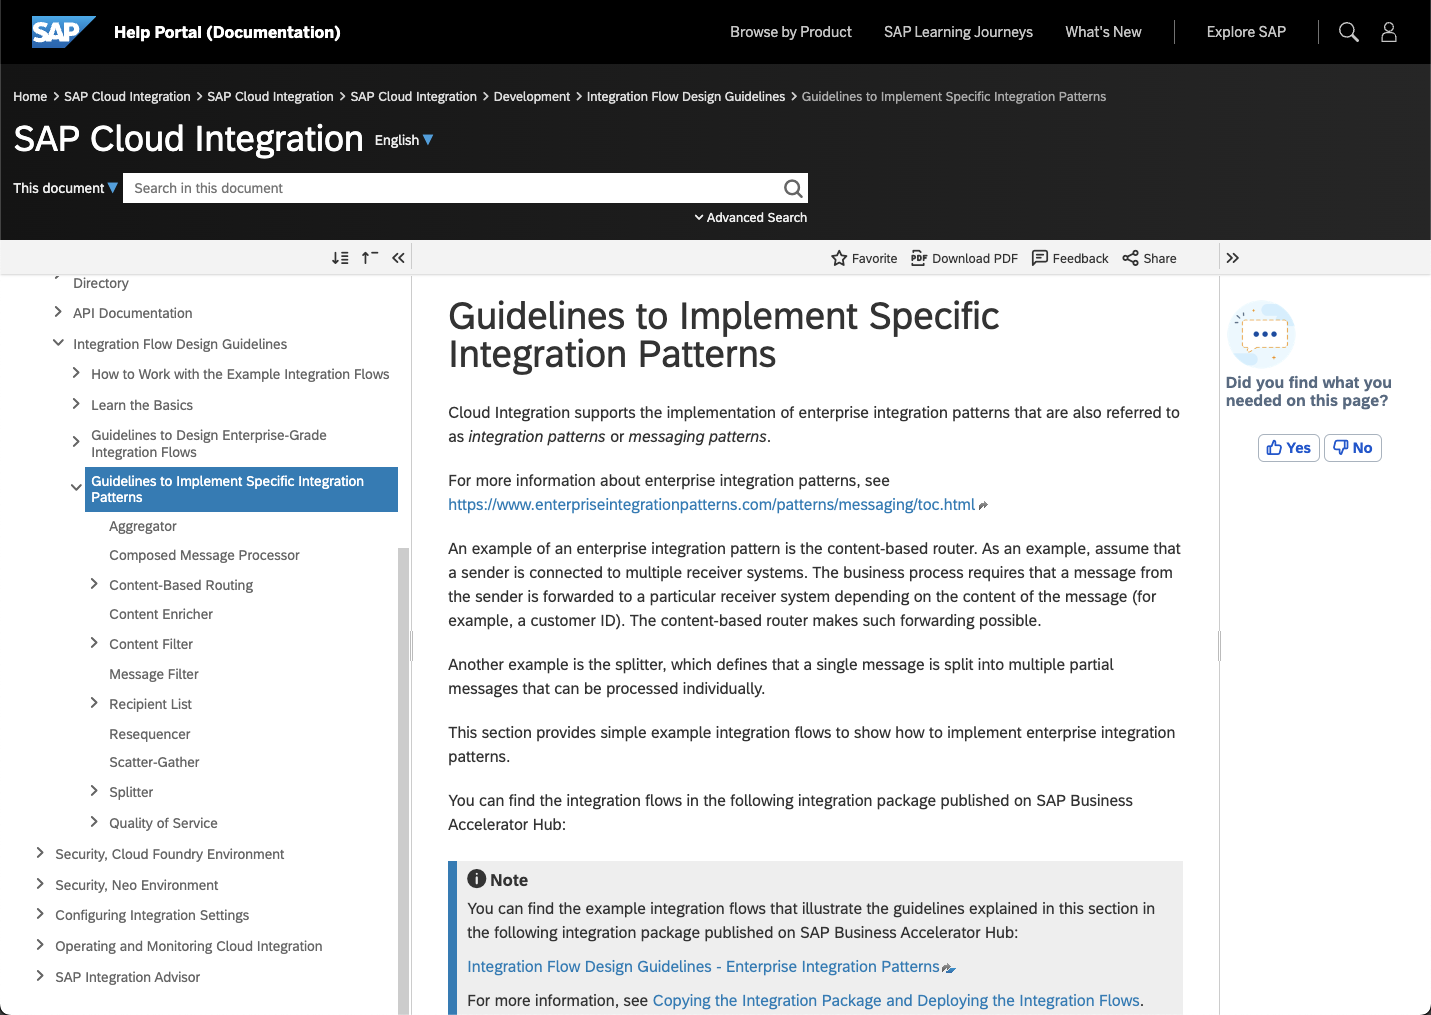 SAP Help Portal (Documentation) Browse by Product SAP Learning Journeys What's New Explore SAP
Home > SAP Cloud Integration > SAP Cloud Integration > SAP Cloud Integration > Development > Integration Flow Design Guidelines > Guidelines to Implement Specific Integration Patterns
SAP Cloud Integration English
This document Search in this document
Advanced Search
Favorite PDF Download PDF Feedback Share
Directory
API Documentation
Integration Flow Design Guidelines
How to Work with the Example Integration Flows
Learn the Basics
Guidelines to Design Enterprise-Grade
Integration Flows
Guidelines to Implement Specific Integration
Patterns
Aggregator
Composed Message Processor
Content-Based Routing
Content Enricher
Content Filter
Message Filter
Recipient List
Resequencer
Scatter-Gather
Splitter
Quality of Service
Security, Cloud Foundry Environment
Security, Neo Environment
Configuring Integration Settings
Operating and Monitoring Cloud Integration
SAP Integration Advisor
Guidelines to Implement Specific
Integration Patterns
Cloud Integration supports the implementation of enterprise integration patterns that are also referred to
as integration patterns or messaging patterns.
For more information about enterprise integration patterns, see
https://www.enterpriseintegrationpatterns.com/patterns/messaging/toc.html
An example of an enterprise integration pattern is the content-based router. As an example, assume that
a sender is connected to multiple receiver systems. The business process requires that a message from
the sender is forwarded to a particular receiver system depending on the content of the message (for
example, a customer ID). The content-based router makes such forwarding possible.
Another example is the splitter, which defines that a single message is split into multiple partial
messages that can be processed individually.
This section provides simple example integration flows to show how to implement enterprise integration
patterns.
You can find the integration flows in the following integration package published on SAP Business
Accelerator Hub:
Note
You can find the example integration flows that illustrate the guidelines explained in this section in
the following integration package published on SAP Business Accelerator Hub:
Integration Flow Design Guidelines - Enterprise Integration Patterns
For more information, see Copying the Integration Package and Deploying the Integration Flows.
Did you find what you
needed on this page?
Yes No